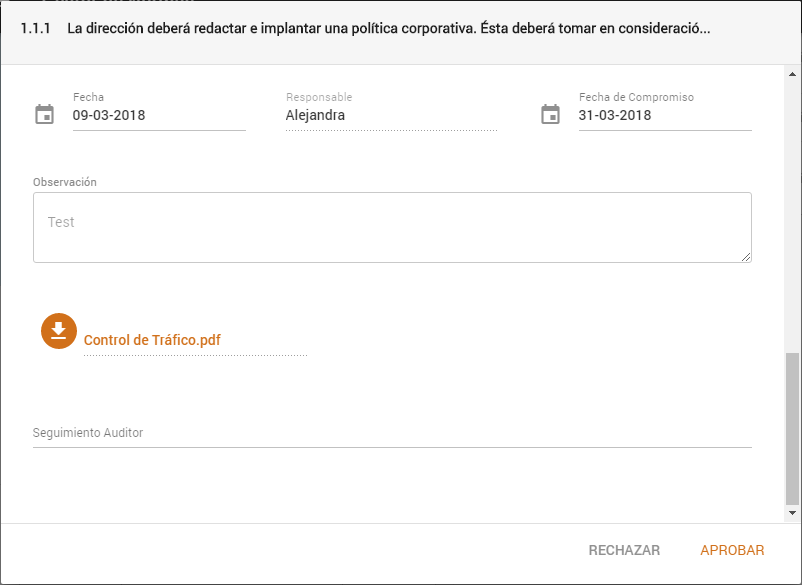 1.1.1 La dirección deberá redactar e implantar una política corporativa. Ésta deberá tomar en consideració...
Fecha Responsable Fecha de Compromiso
09-03-2018 Alejandra 31-03-2018
Observación
Test
Control de Tráfico.pdf
Seguimiento Auditor
RECHAZAR APROBAR